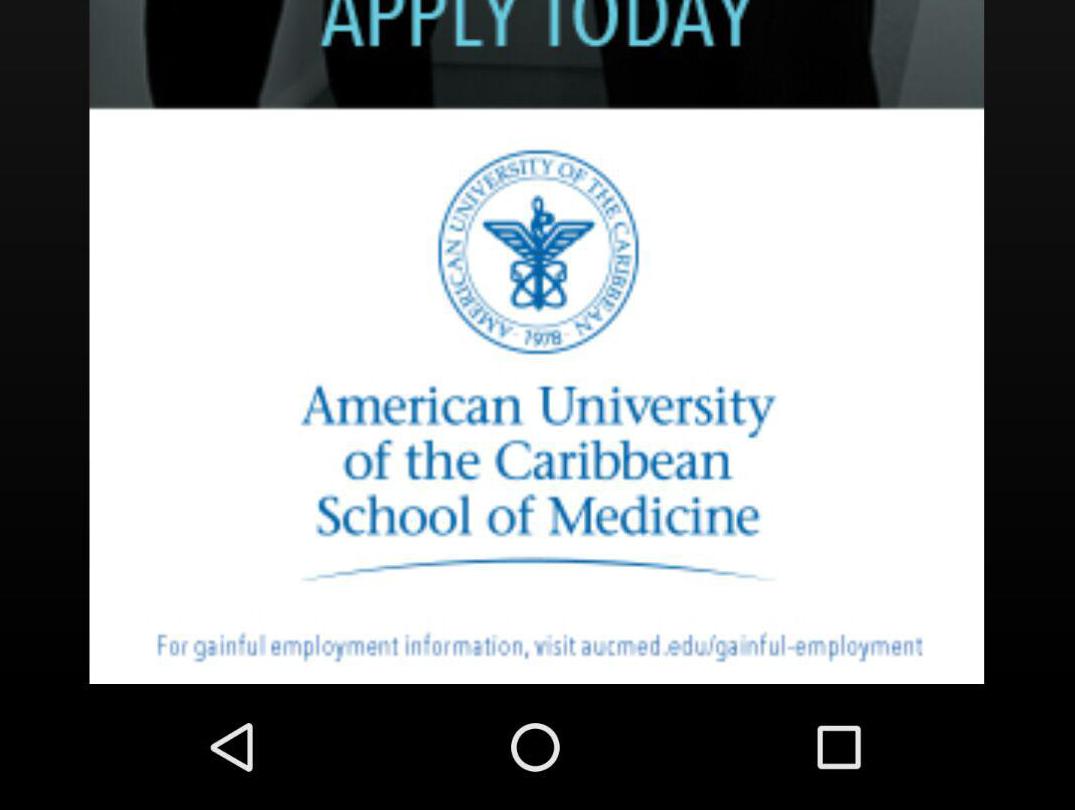 APPLY TODAY
AMERICAN UNIVERSITY OF THE CARIBBEAN
· 1978 ·
American University
of the Caribbean
School of Medicine
For gainful employment information, visit aucmed.edu/gainful-employment